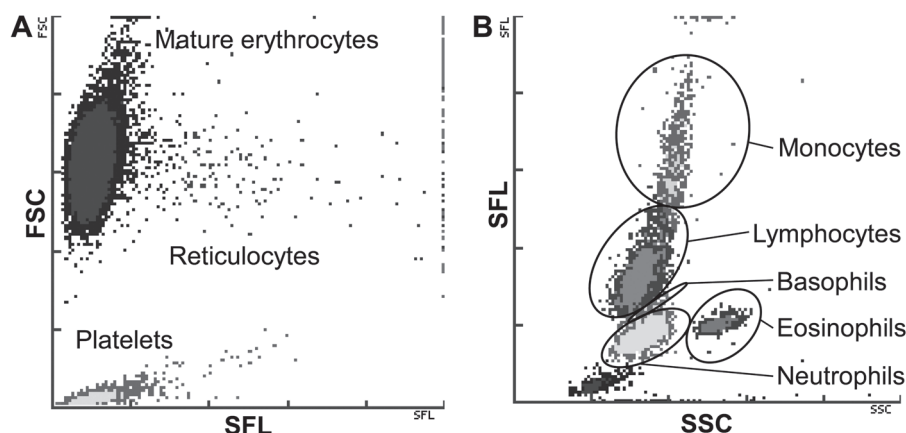 A
FSC
Mature erythrocytes
FSC
Reticulocytes
Platelets
SFL
SFL
B
SFL
Monocytes
SFL
Lymphocytes
Basophils
Eosinophils
Neutrophils
SSC
SSC